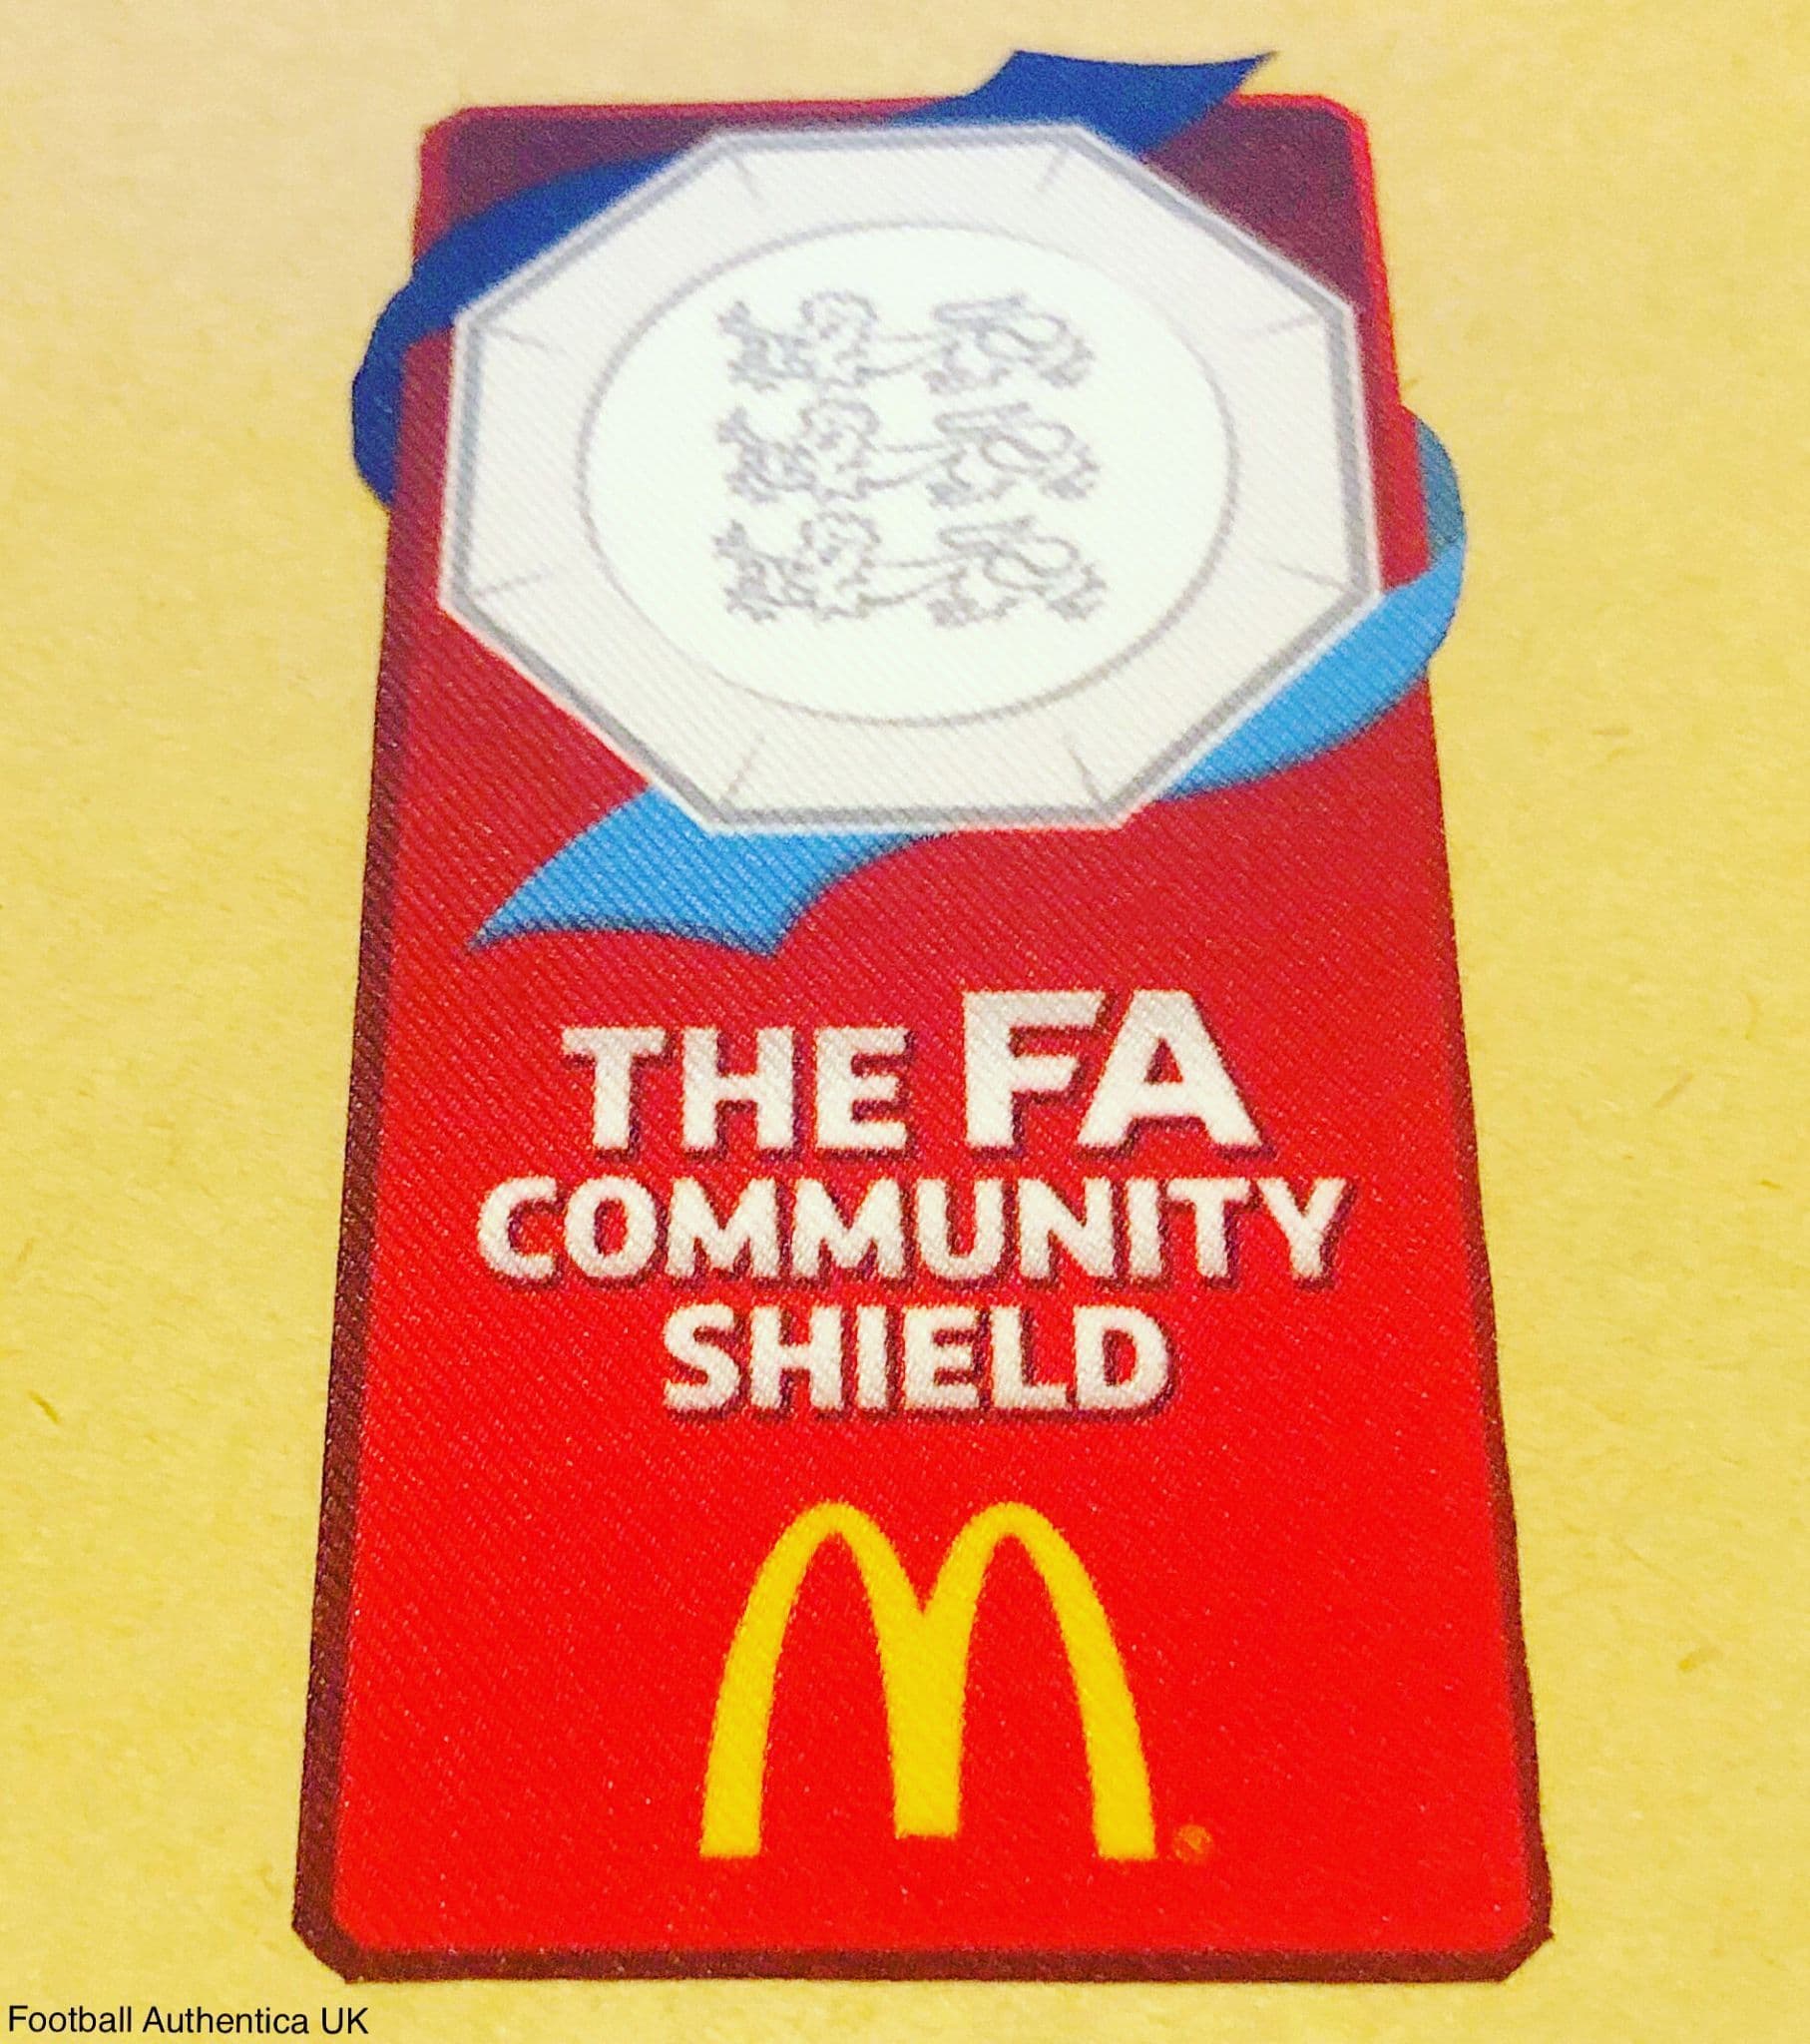 THE FA
COMMUNITY
SHIELD
Football Authentica UK